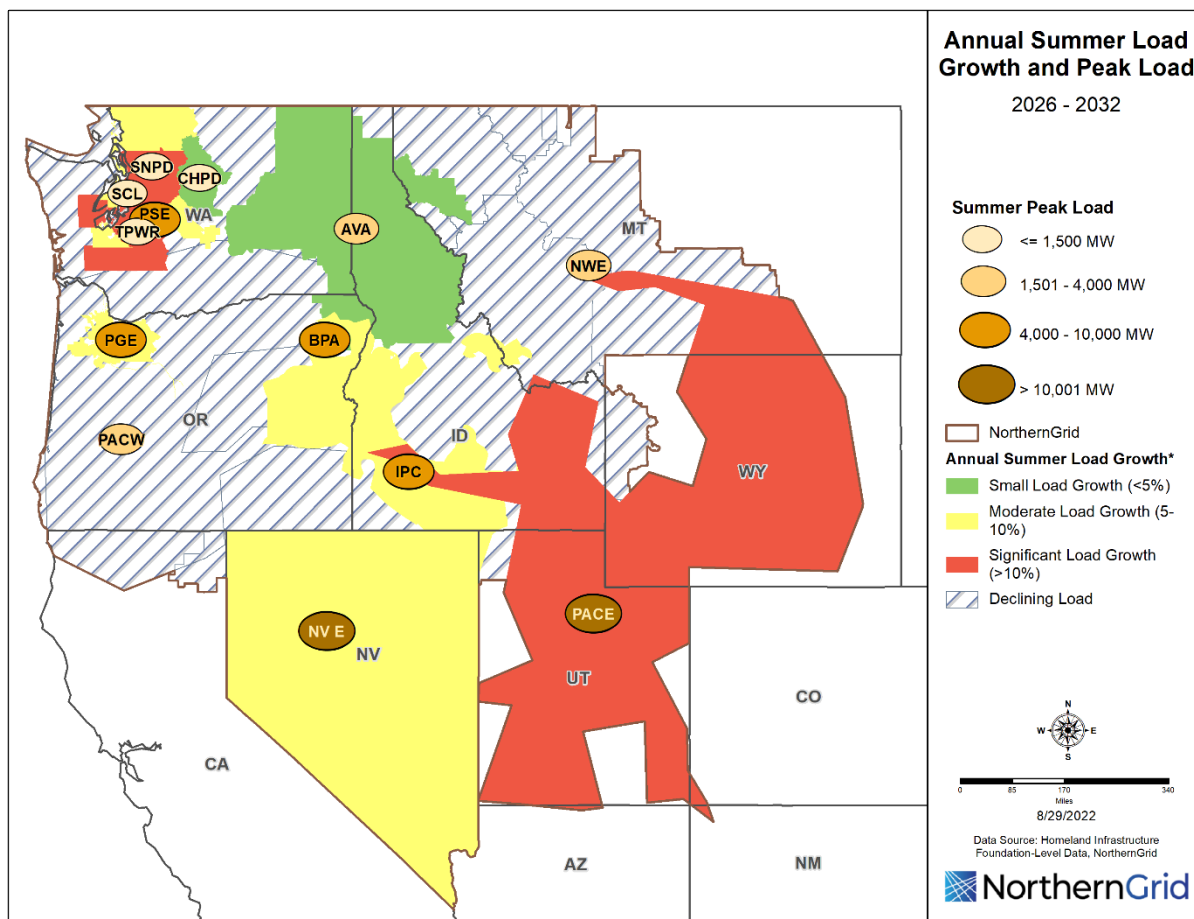 Annual Summer Load
Growth and Peak Load
2026 - 2032
Summer Peak Load
<= 1,500 MW
1,501 - 4,000 MW
4,000 - 10,000 MW
> 10,001 MW
NorthernGrid
Annual Summer Load Growth*
Small Load Growth (<5%)
Moderate Load Growth (5-
10%)
Significant Load Growth
(>10%)
Declining Load
N
W
E
S
0
85
170
340
Miles
8/29/2022
Data Source: Homeland Infrastructure
Foundation-Level Data, NorthernGrid
NorthernGrid
SNPD
CHPD
SCL
PSE
WA
TPWR
AVA
MT
NWE
PGE
BPA
OR
PACW
ID
IPC
WY
NV E
NV
PACE
UT
CO
CA
AZ
NM